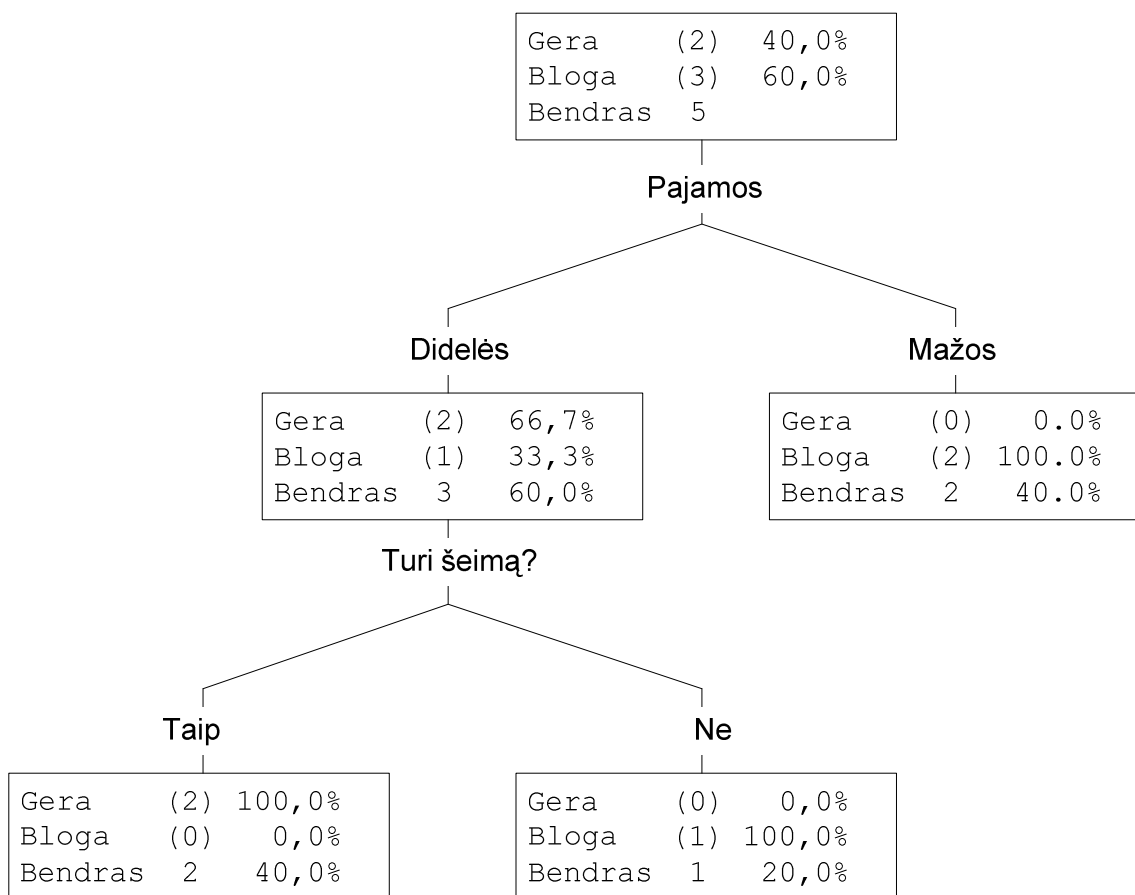 Gera (2) 40,0%
Bloga (3) 60,0%
Bendras 5
Pajamos
Didelės
Mažos
Gera (2) 66,7%
Bloga (1) 33,3%
Bendras 3 60,0%
Gera (0) 0.0%
Bloga (2) 100.0%
Bendras 2 40.0%
Turi šeimą?
Taip
Ne
Gera (2) 100,0%
Bloga (0) 0,0%
Bendras 2 40,0%
Gera (0) 0,0%
Bloga (1) 100,0%
Bendras 1 20,0%